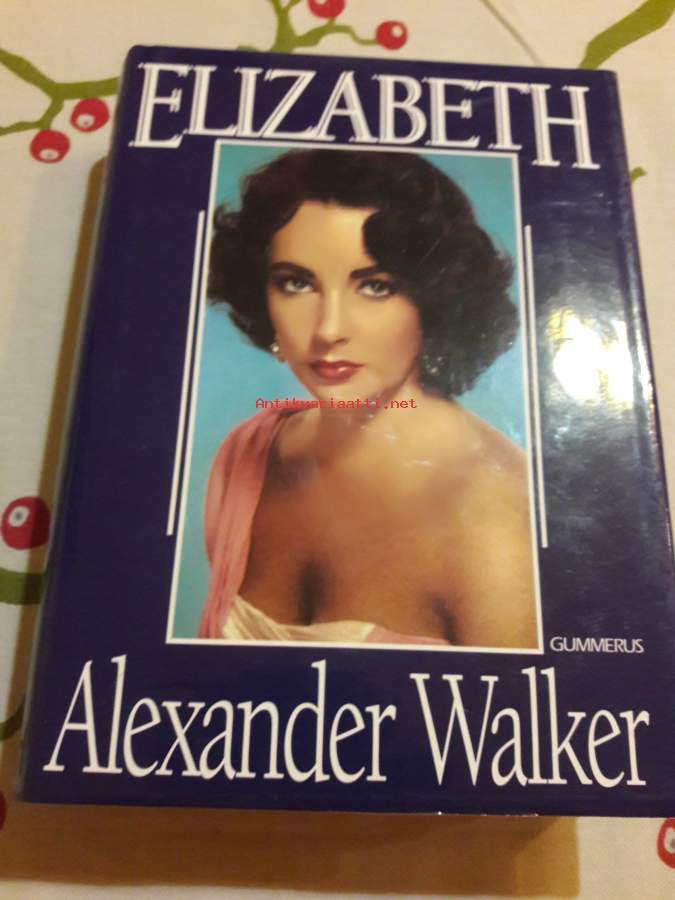 ELIZABETH
Antikvariaatti.net
GUMMERUS
Alexander Walker